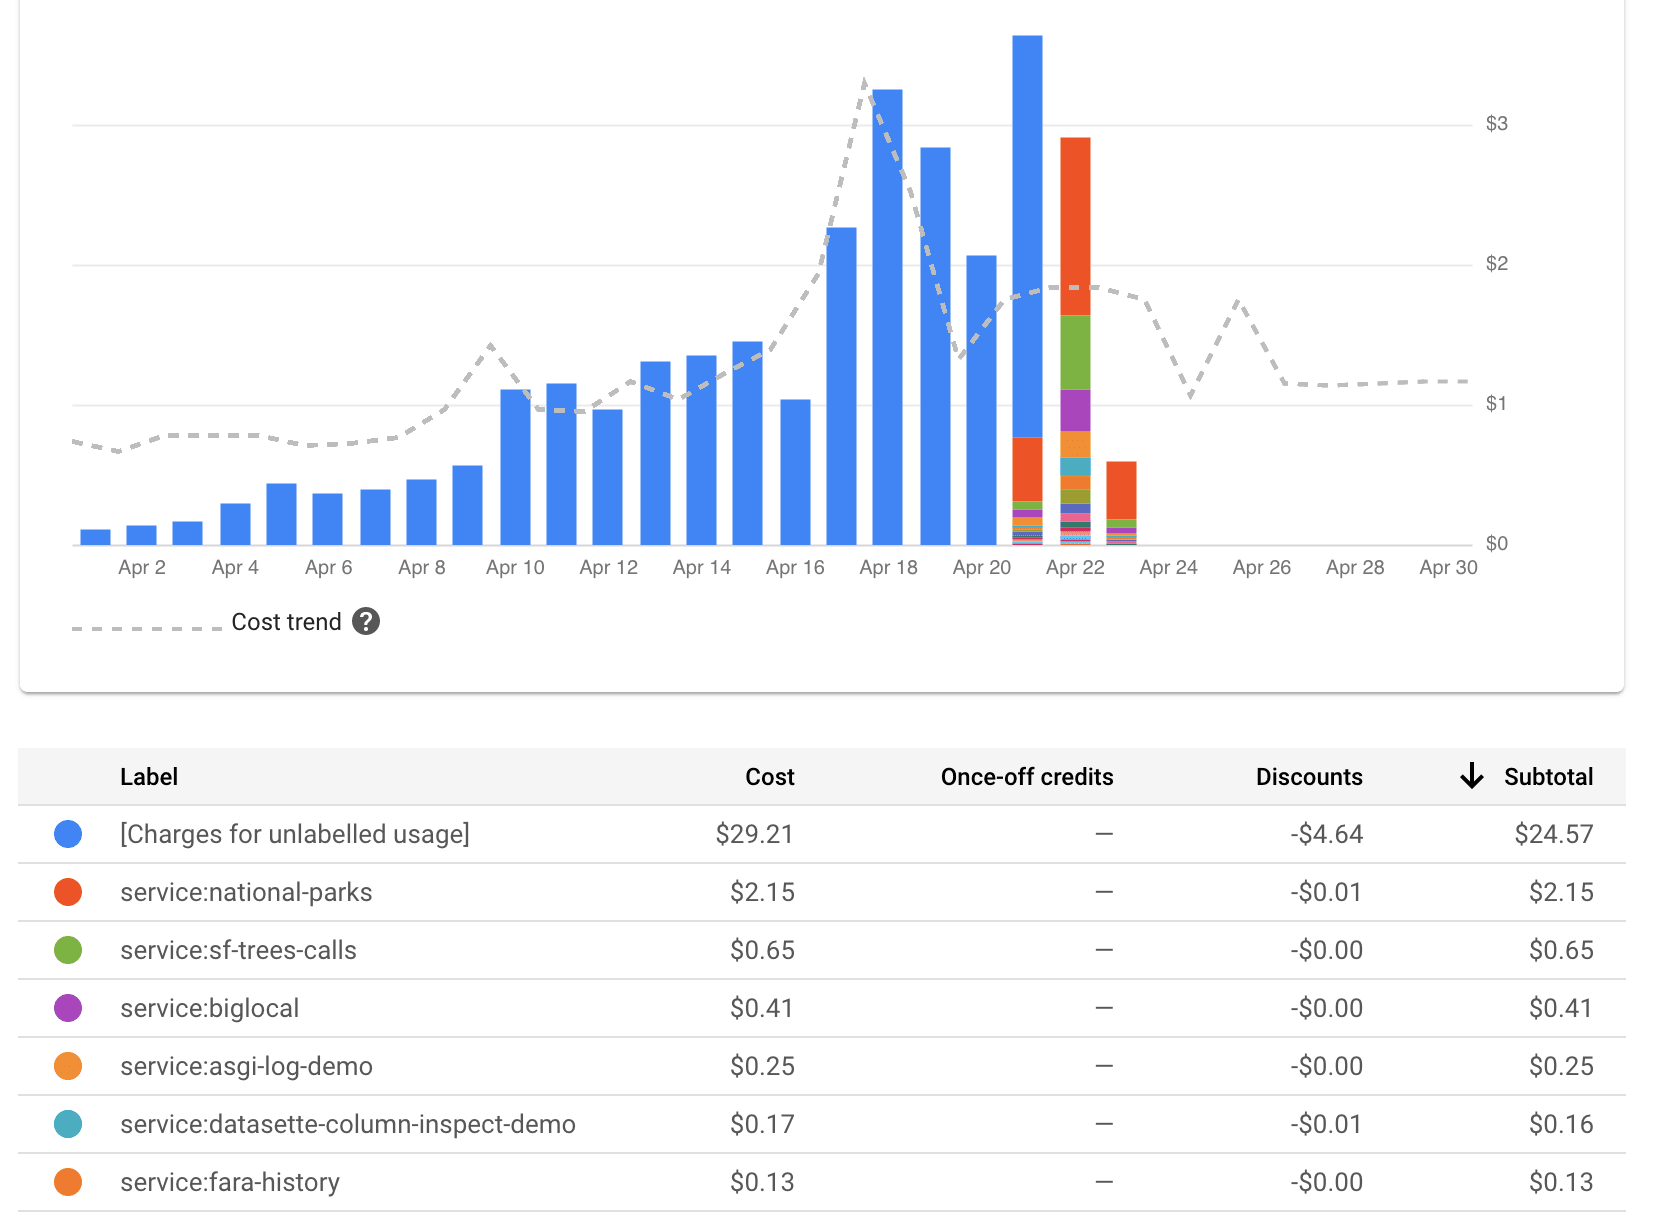 $3
$2
$1
$0
Apr 2 Apr 4 Apr 6 Apr 8 Apr 10 Apr 12 Apr 14 Apr 16 Apr 18 Apr 20 Apr 22 Apr 24 Apr 26 Apr 28 Apr 30
Cost trend ?
Label Cost Once-off credits Discounts Subtotal
[Charges for unlabelled usage] $29.21 — -$4.64 $24.57
service:national-parks $2.15 — -$0.01 $2.15
service:sf-trees-calls $0.65 — -$0.00 $0.65
service:biglocal $0.41 — -$0.00 $0.41
service:asgi-log-demo $0.25 — -$0.00 $0.25
service:datasette-column-inspect-demo $0.17 — -$0.01 $0.16
service:fara-history $0.13 — -$0.00 $0.13